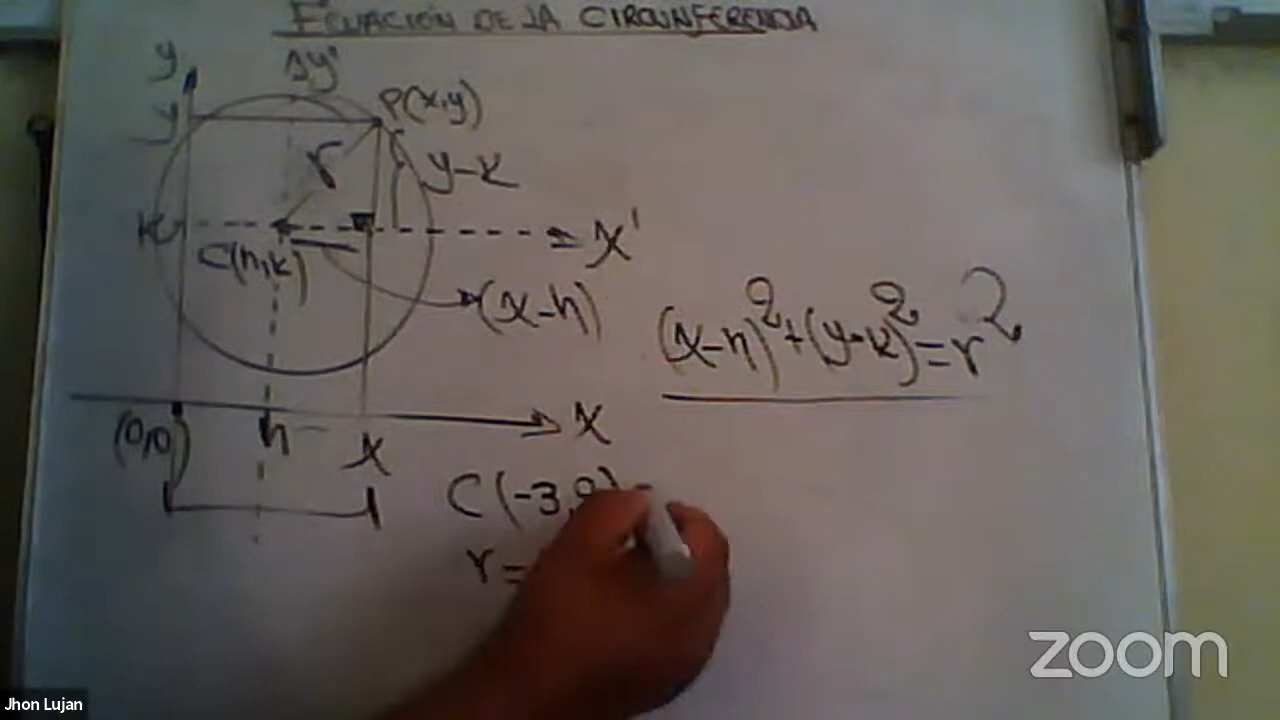 ECUACIÓN DE LA CIRCUNFERENCIA
y
y'
y
P(x,y)
r
y-k
k
x'
C(h,k)
(x-h)
(x-h)²+(y-k)²=r²
(0,0)
h
x
x
C(-3,
r=
zoom
Jhon Lujan